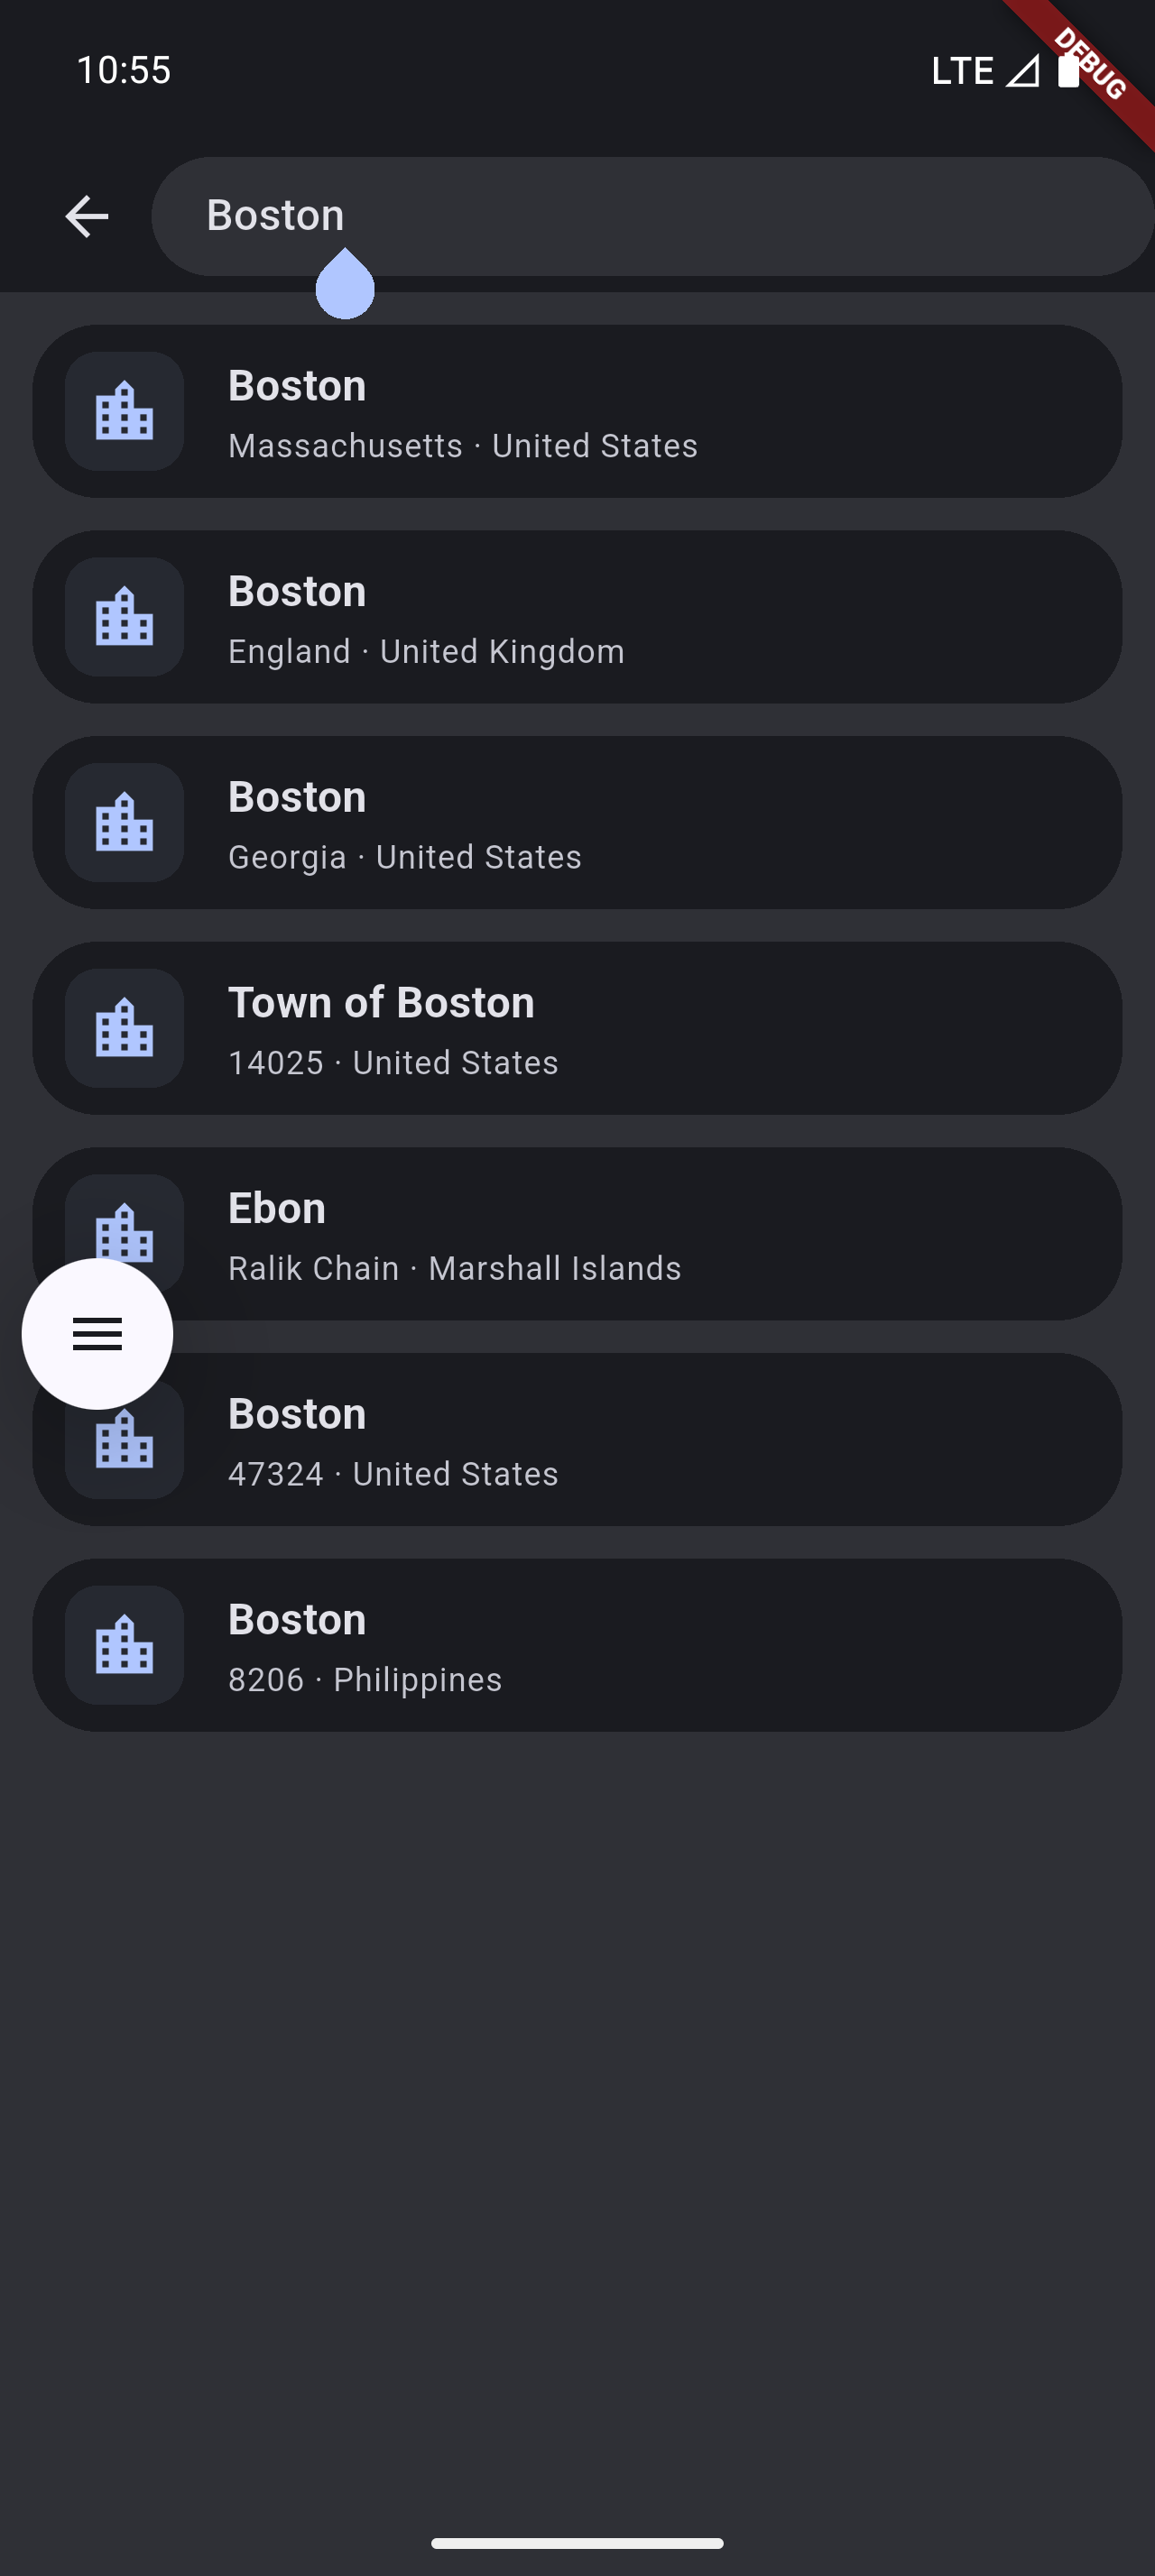 10:55
LTE
DEBUG
Boston
Boston
Massachusetts · United States
Boston
England · United Kingdom
Boston
Georgia · United States
Town of Boston
14025 · United States
Ebon
Ralik Chain · Marshall Islands
Boston
47324 · United States
Boston
8206 · Philippines